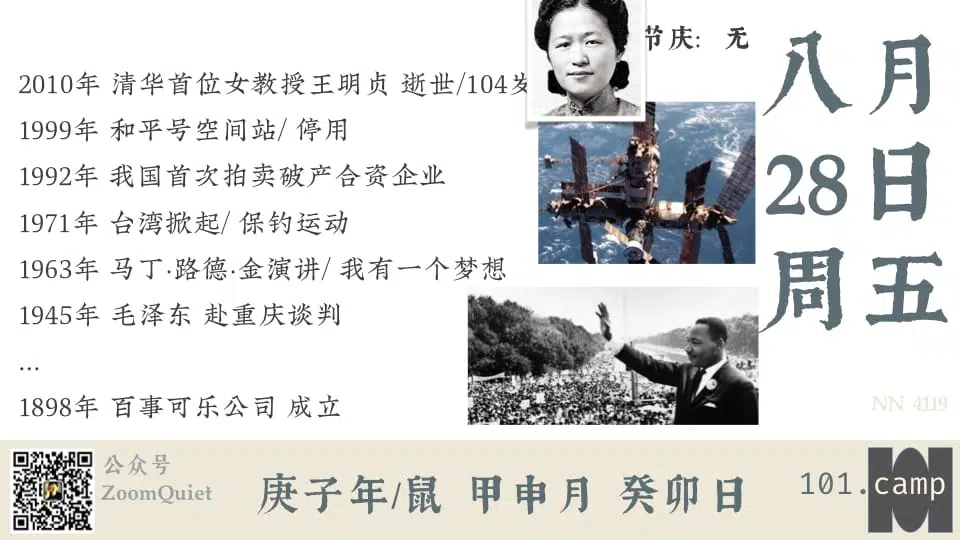 节庆: 无
八月
28日
周五
2010年 清华首位女教授王明贞 逝世/104岁
1999年 和平号空间站/ 停用
1992年 我国首次拍卖破产合资企业
1971年 台湾掀起/ 保钓运动
1963年 马丁·路德·金演讲/ 我有一个梦想
1945年 毛泽东 赴重庆谈判
...
1898年 百事可乐公司 成立
NN 4119
公众号
ZoomQuiet
庚子年/鼠 甲申月 癸卯日
101.camp